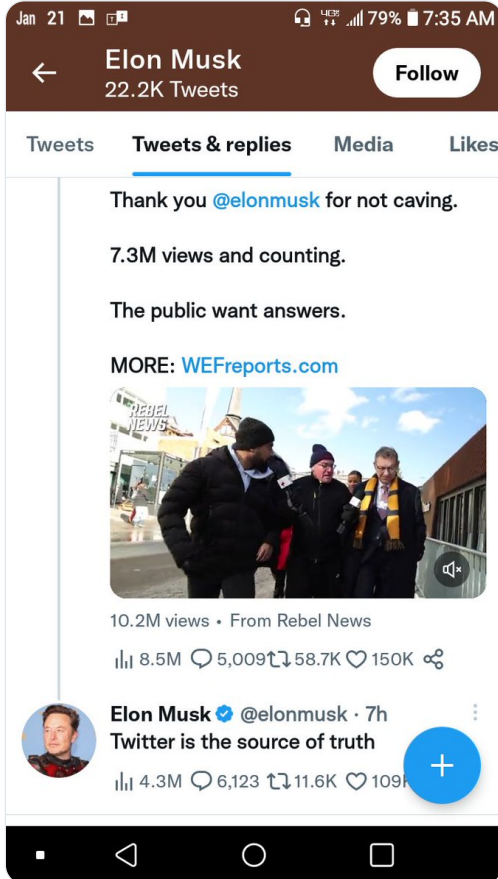 Jan 21 79% 7:35 AM
Elon Musk
22.2K Tweets
Follow
Tweets Tweets & replies Media Likes
Thank you @elonmusk for not caving.
7.3M views and counting.
The public want answers.
MORE: WEFreports.com
REBEL
NEWS
10.2M views • From Rebel News
8.5M 5,009 58.7K 150K
Elon Musk @elonmusk · 7h
Twitter is the source of truth
4.3M 6,123 11.6K 109